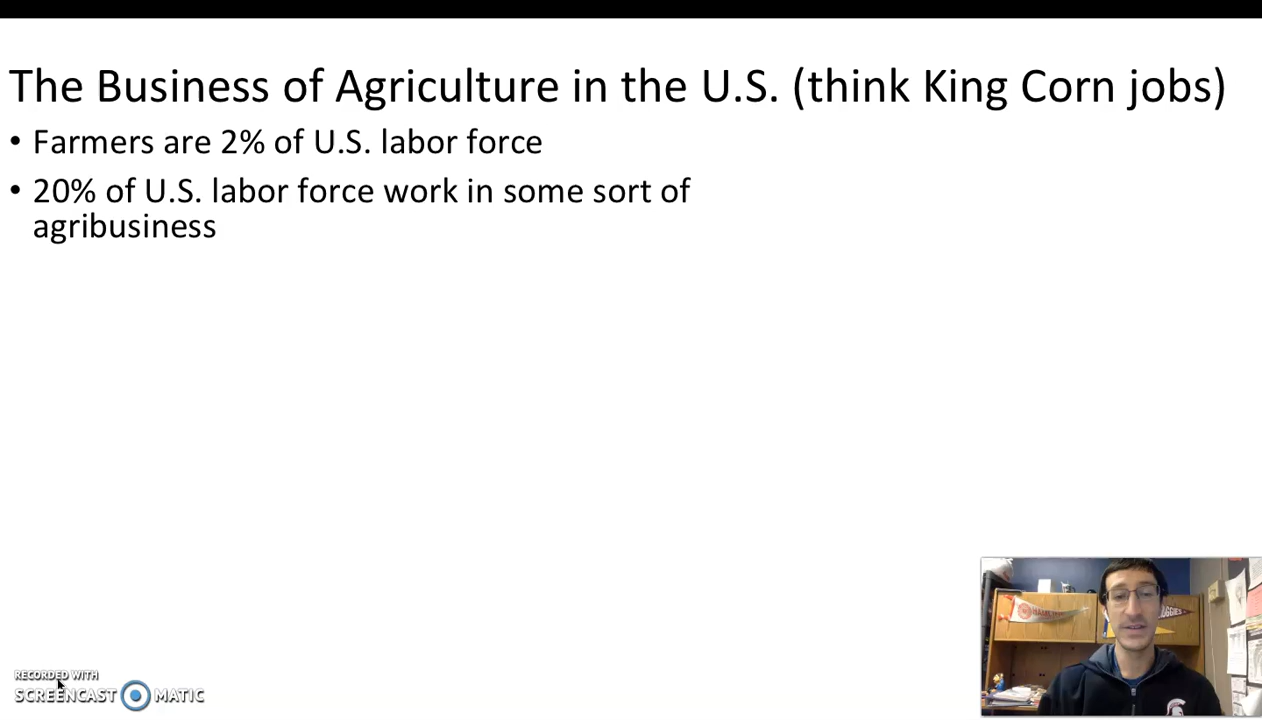 The Business of Agriculture in the U.S. (think King Corn jobs)
• Farmers are 2% of U.S. labor force
• 20% of U.S. labor force work in some sort of
agribusiness
RECORDED WITH
SCREENCAST MATIC